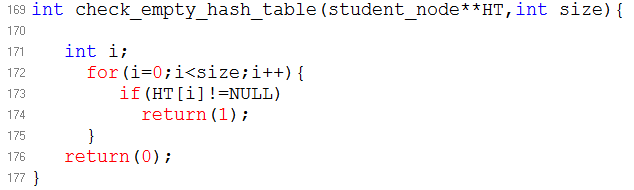 169 int check_empty_hash_table(student_node**HT,int size){
170
171 int i;
172 for(i=0;i<size;i++){
173 if(HT[i]!=NULL)
174 return(1);
175 }
176 return(0);
177 }